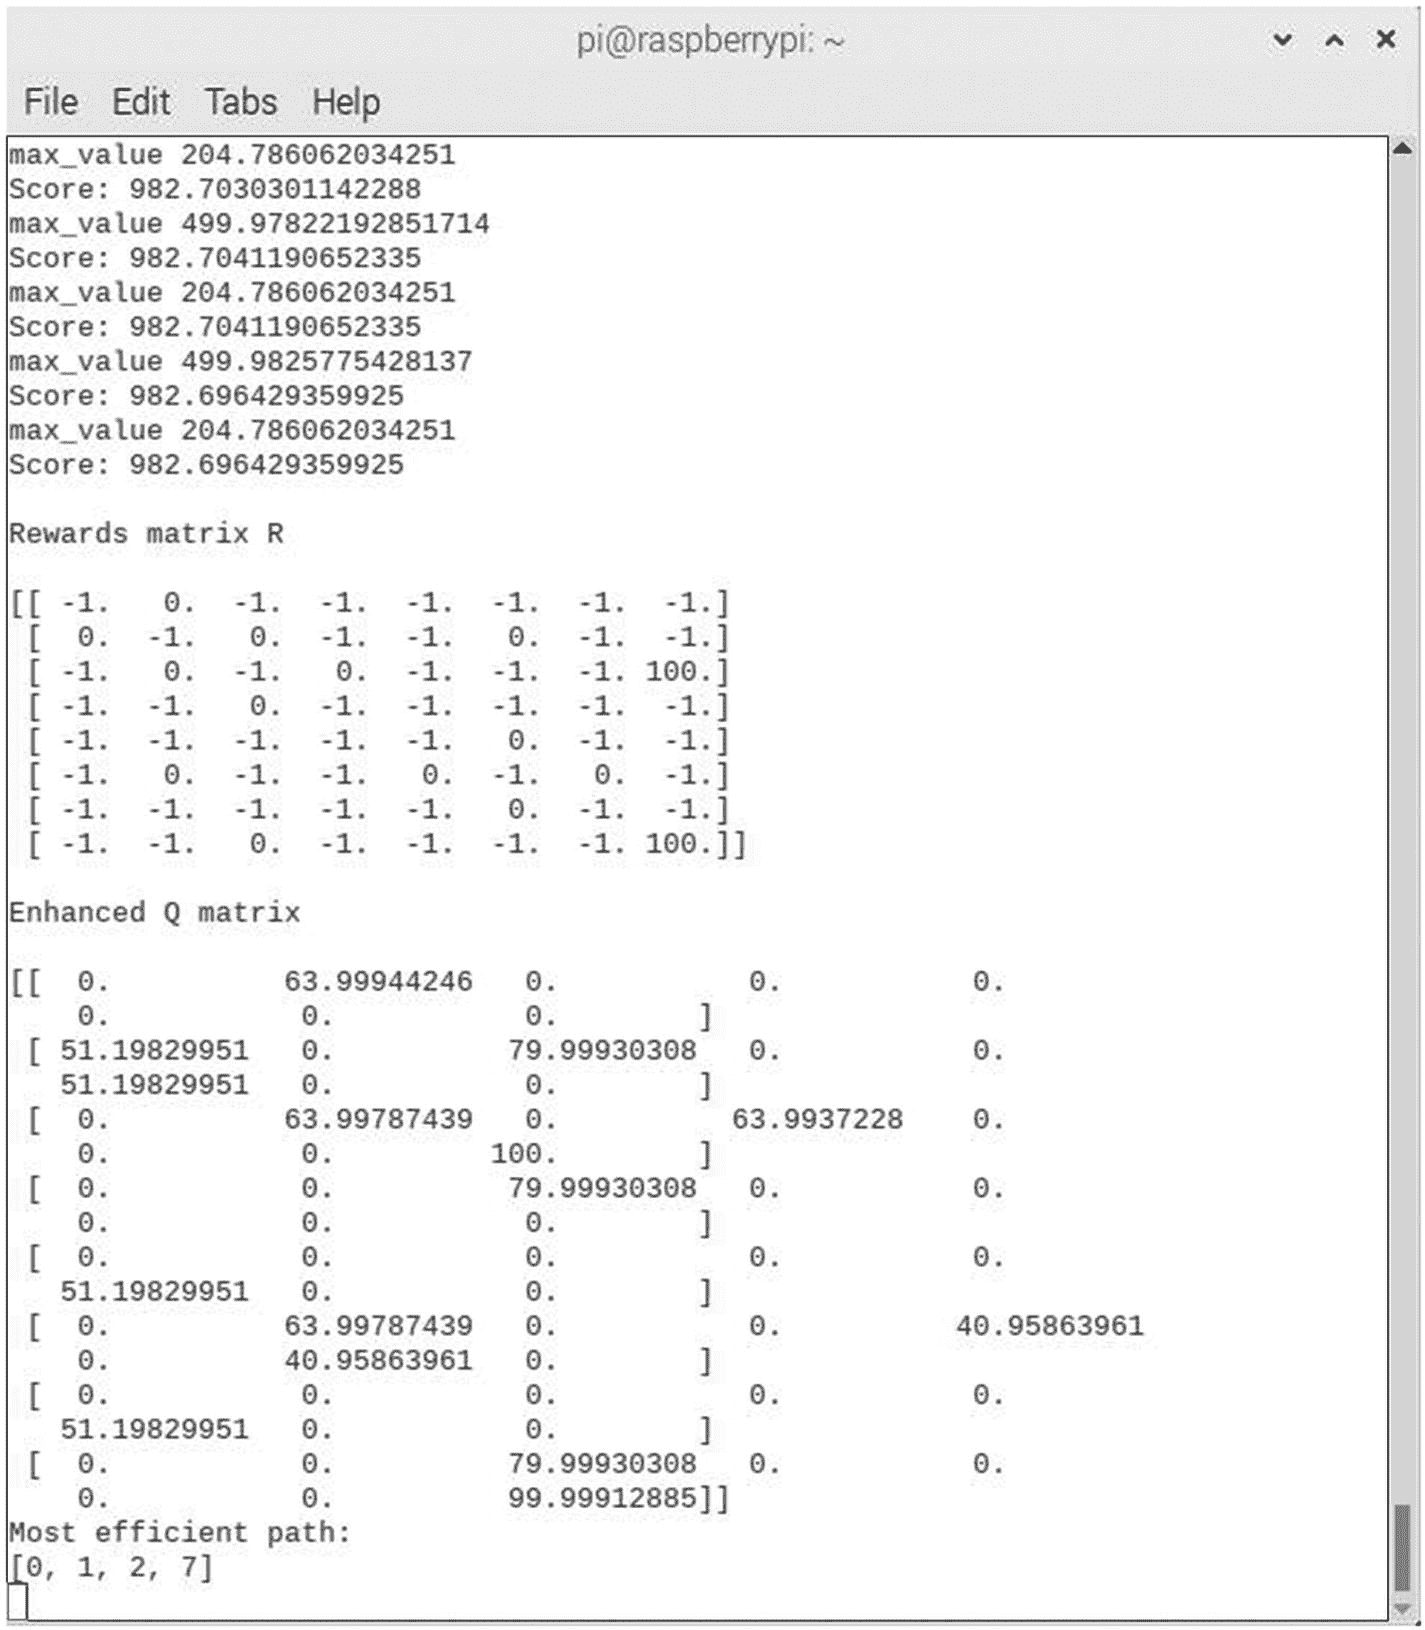 pi@raspberrypi: ~
File Edit Tabs Help
max_value 204.786062034251
Score: 982.7030301142288
max_value 499.97822192851714
Score: 982.7041190652335
max_value 204.786062034251
Score: 982.7041190652335
max_value 499.9825775428137
Score: 982.696429359925
max_value 204.786062034251
Score: 982.696429359925
Rewards matrix R
[[ -1. 0. -1. -1. -1. -1. -1. -1.]
[ 0. -1. 0. -1. -1. 0. -1. -1.]
[ -1. 0. -1. 0. -1. -1. -1. 100.]
[ -1. -1. 0. -1. -1. -1. -1. -1.]
[ -1. -1. -1. -1. -1. 0. -1. -1.]
[ -1. 0. -1. -1. 0. -1. 0. -1.]
[ -1. -1. -1. -1. -1. 0. -1. -1.]
[ -1. -1. 0. -1. -1. -1. -1. 100.]]
Enhanced Q matrix
[[ 0. 63.99944246 0. 0. 0.
0. 0. 0. ]
[ 51.19829951 0. 79.99930308 0. 0.
51.19829951 0. 0. ]
[ 0. 63.99787439 0. 63.9937228 0.
0. 0. 100. ]
[ 0. 0. 79.99930308 0. 0.
0. 0. 0. ]
[ 0. 0. 0. 0. 0.
51.19829951 0. 0. ]
[ 0. 63.99787439 0. 0. 40.95863961
0. 40.95863961 0. ]
[ 0. 0. 0. 0. 0.
51.19829951 0. 0. ]
[ 0. 0. 79.99930308 0. 0.
0. 0. 99.99912885]]
Most efficient path:
[0, 1, 2, 7]